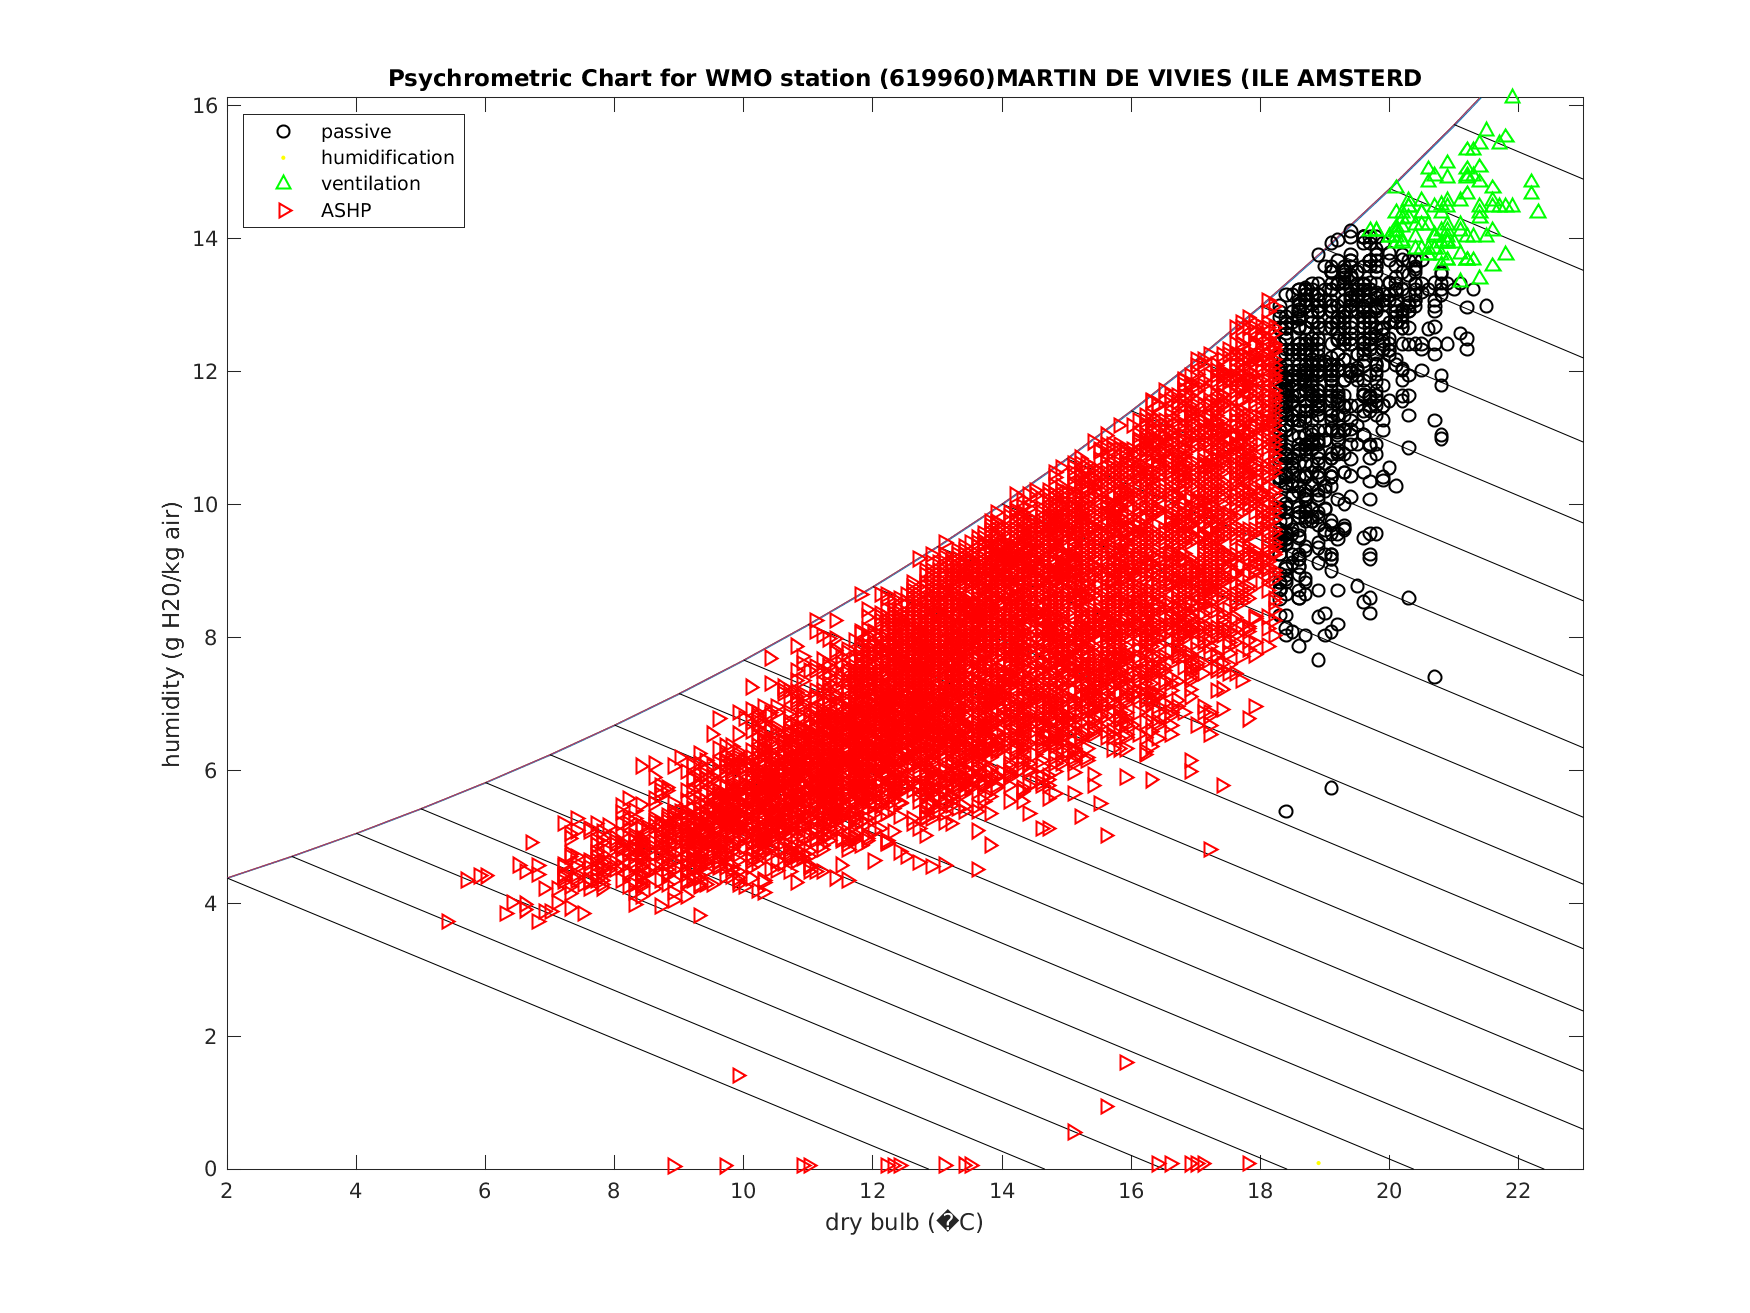 Psychrometric Chart for WMO station (619960)MARTIN DE VIVIES (ILE AMSTERD
passive
humidification
ventilation
ASHP
humidity (g H20/kg air)
16
14
12
10
8
6
4
2
0
2 4 6 8 10 12 14 16 18 20 22
dry bulb (�C)